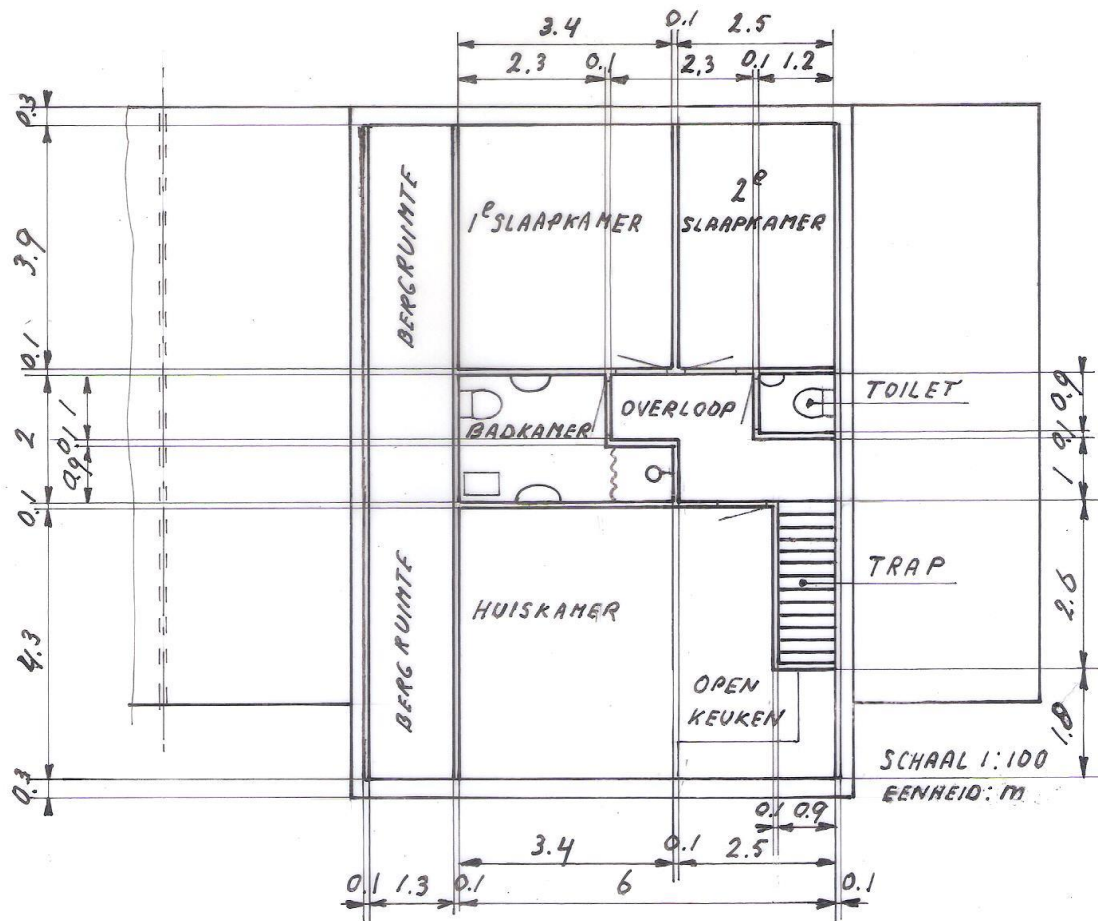 3.4 0.1 2.5
2.3 0.1 2.3 0.1 1.2
0.3
3.9
0.1
2
1
0.1
0.9
0.1
4.3
0.3
BERGRUIMTE
1e SLAAPKAMER
2e
SLAAPKAMER
BADKAMER
OVERLOOP
TOILET
0.9
0.1
1
BERGRUIMTE
HUISKAMER
TRAP
2.6
OPEN
KEUKEN
1.8
SCHAAL 1:100
EENHEID: m
0.1 0.9
3.4 0.1 2.5
0.1 1.3 0.1 6 0.1